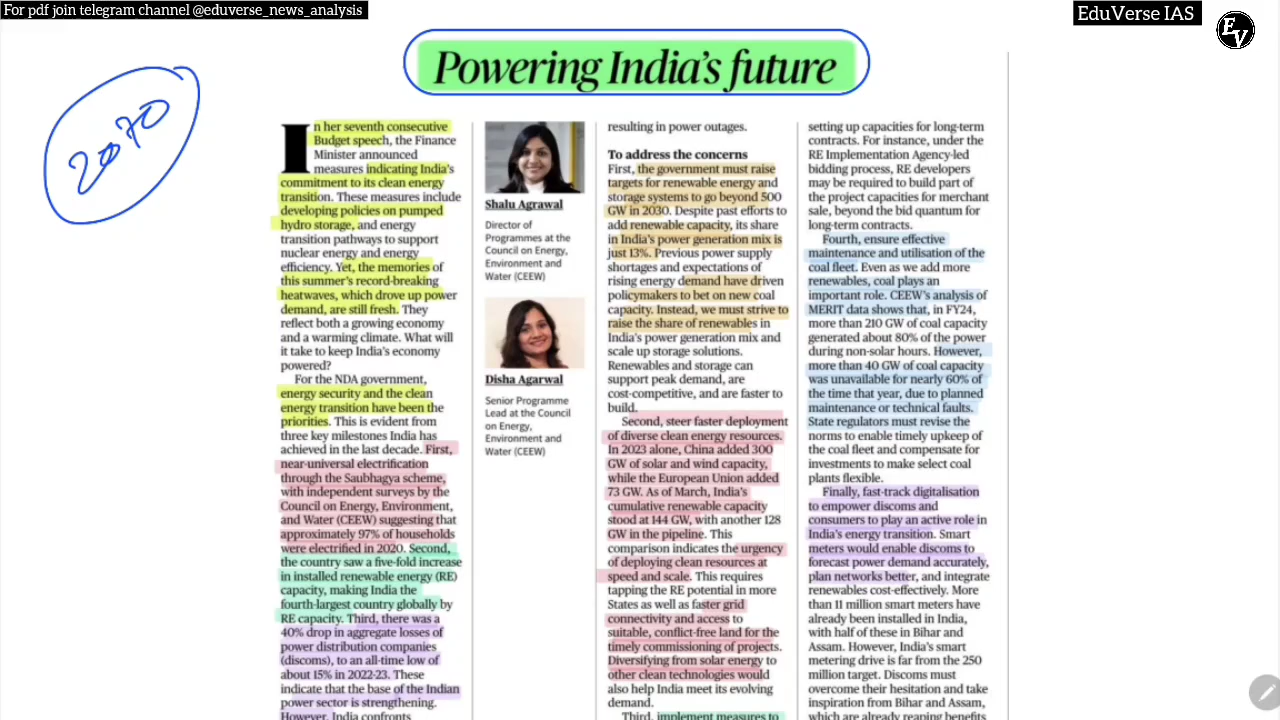 For pdf join telegram channel @eduverse_news_analysis
EduVerse IAS
EV
2070
Powering India's future
In her seventh consecutive
Budget speech, the Finance
Minister announced
measures indicating India's
commitment to its clean energy
transition. These measures include
developing policies on pumped
hydro storage, and energy
transition pathways to support
nuclear energy and energy
efficiency. Yet, the memories of
this summer's record-breaking
heatwaves, which drove up power
demand, are still fresh. They
reflect both a growing economy
and a warming climate. What will
it take to keep India's economy
powered?
For the NDA government,
energy security and the clean
energy transition have been the
priorities. This is evident from
three key milestones India has
achieved in the last decade. First,
near-universal electrification
through the Saubhagya scheme,
with independent surveys by the
Council on Energy, Environment,
and Water (CEEW) suggesting that
approximately 97% of households
were electrified in 2020. Second,
the country saw a five-fold increase
in installed renewable energy (RE)
capacity, making India the
fourth-largest country globally by
RE capacity. Third, there was a
40% drop in aggregate losses of
power distribution companies
(discoms), to an all-time low of
about 15% in 2022-23. These
indicate that the base of the Indian
power sector is strengthening.
However, India confronts
Shalu Agrawal
Director of
Programmes at the
Council on Energy,
Environment and
Water (CEEW)
Disha Agarwal
Senior Programme
Lead at the Council
on Energy,
Environment and
Water (CEEW)
resulting in power outages.
To address the concerns
First, the government must raise
targets for renewable energy and
storage systems to go beyond 500
GW in 2030. Despite past efforts to
add renewable capacity, its share
in India's power generation mix is
just 13%. Previous power supply
shortages and expectations of
rising energy demand have driven
policymakers to bet on new coal
capacity. Instead, we must strive to
raise the share of renewables in
India's power generation mix and
scale up storage solutions.
Renewables and storage can
support peak demand, are
cost-competitive, and are faster to
build.
Second, steer faster deployment
of diverse clean energy resources.
In 2023 alone, China added 300
GW of solar and wind capacity,
while the European Union added
73 GW. As of March, India's
cumulative renewable capacity
stood at 144 GW, with another 128
GW in the pipeline. This
comparison indicates the urgency
of deploying clean resources at
speed and scale. This requires
tapping the RE potential in more
States as well as faster grid
connectivity and access to
suitable, conflict-free land for the
timely commissioning of projects.
Diversifying from solar energy to
other clean technologies would
also help India meet its evolving
demand.
Third, implement measures to
setting up capacities for long-term
contracts. For instance, under the
RE Implementation Agency-led
bidding process, RE developers
may be required to build part of
the project capacities for merchant
sale, beyond the bid quantum for
long-term contracts.
Fourth, ensure effective
maintenance and utilisation of the
coal fleet. Even as we add more
renewables, coal plays an
important role. CEEW's analysis of
MERIT data shows that, in FY24,
more than 210 GW of coal capacity
generated about 80% of the power
during non-solar hours. However,
more than 40 GW of coal capacity
was unavailable for nearly 60% of
the time that year, due to planned
maintenance or technical faults.
State regulators must revise the
norms to enable timely upkeep of
the coal fleet and compensate for
investments to make select coal
plants flexible.
Finally, fast-track digitalisation
to empower discoms and
consumers to play an active role in
India's energy transition. Smart
meters would enable discoms to
forecast power demand accurately,
plan networks better, and integrate
renewables cost-effectively. More
than 11 million smart meters have
already been installed in India,
with half of these in Bihar and
Assam. However, India's smart
metering drive is far from the 250
million target. Discoms must
overcome their hesitation and take
inspiration from Bihar and Assam,
which are already reaping benefits